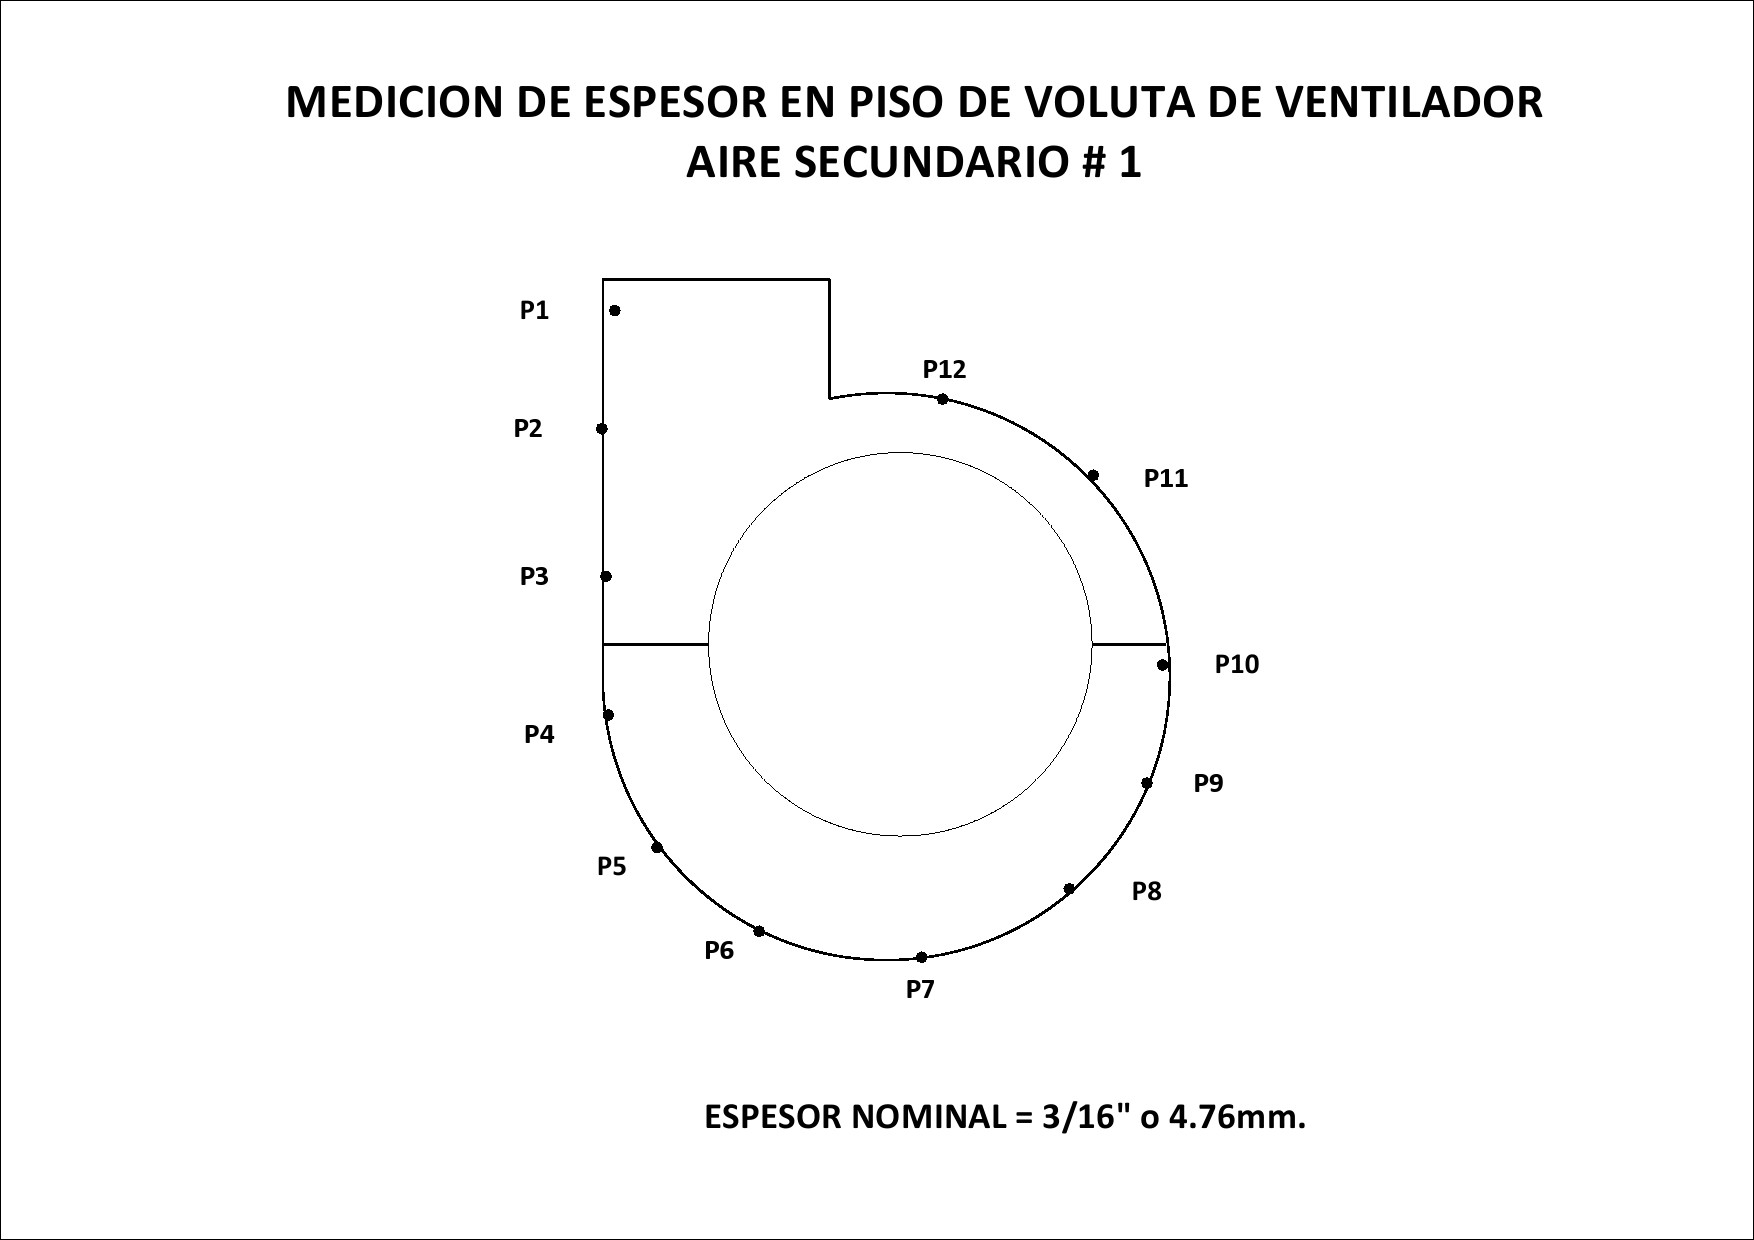 MEDICION DE ESPESOR EN PISO DE VOLUTA DE VENTILADOR
AIRE SECUNDARIO # 1
P1
P12
P2
P11
P3
P10
P4
P9
P5
P8
P6
P7
ESPESOR NOMINAL = 3/16" o 4.76mm.